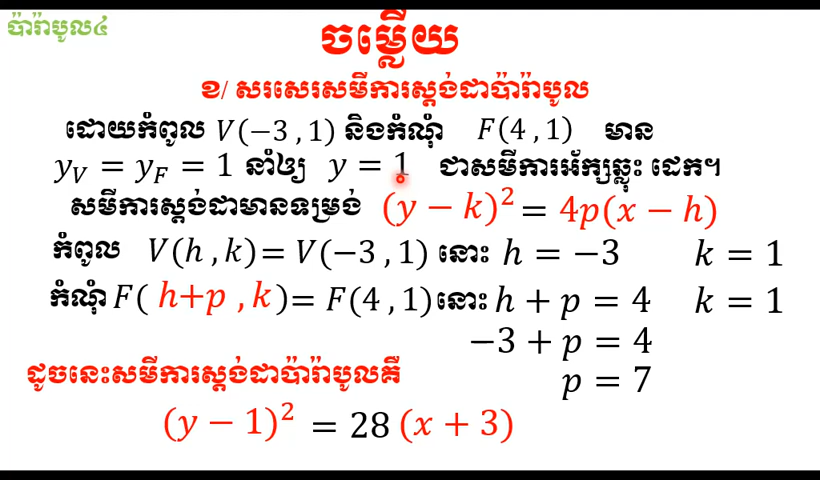 ប៉ារ៉ាបូល៤
ចម្លើយ
ខ/ សរសេរសមីការស្តង់ដាប៉ារ៉ាបូល
ដោយកំពូល V(−3 , 1) និងកំណុំ F(4 , 1) មាន
y_V = y_F = 1 នាំឲ្យ y = 1 ជាសមីការអ័ក្សឆ្លុះ ដេក។
សមីការស្តង់ដាមានទម្រង់ (y − k)² = 4p(x − h)
កំពូល V(h , k) = V(−3 , 1) នោះ h = −3 k = 1
កំណុំ F( h+p , k ) = F(4 , 1) នោះ h + p = 4 k = 1
−3 + p = 4
p = 7
ដូចនេះសមីការស្តង់ដាប៉ារ៉ាបូលគឺ
(y − 1)² = 28 (x + 3)